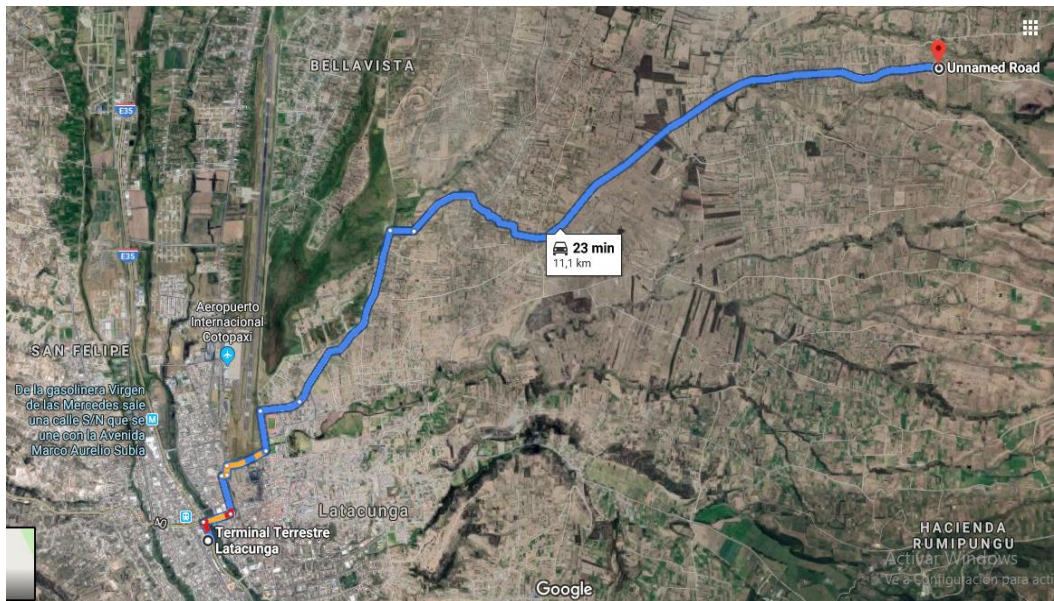 BELLAVISTA
E35
Unnamed Road
23 min
11,1 km
E35
Aeropuerto
Internacional
Cotopaxi
SAN FELIPE
De la gasolinera Virgen
de las Mercedes sale
una calle S/N que se
une con la Avenida
Marco Aurelio Subía
M
Latacunga
Terminal Terrestre
Latacunga
HACIENDA
RUMIPUNGU
Activar Windows
Ve a Configuración para acti
Google